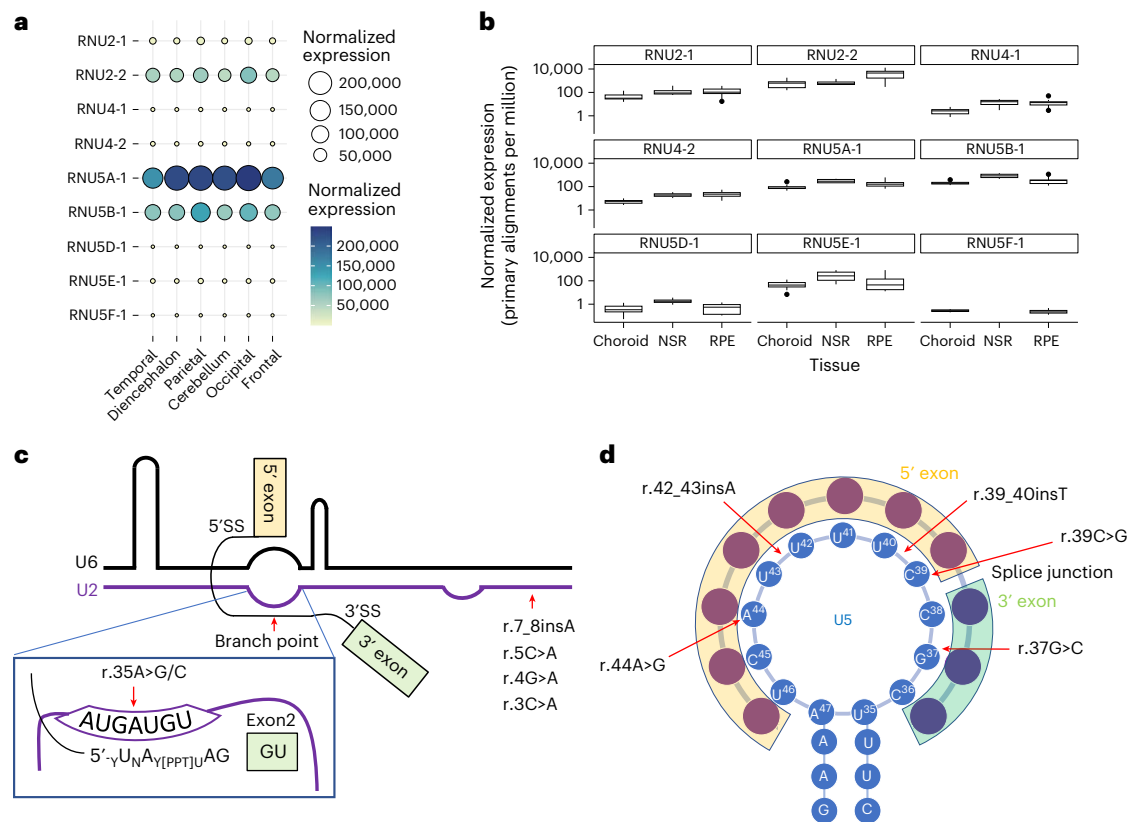 a
RNU2-1
RNU2-2
RNU4-1
RNU4-2
RNU5A-1
RNU5B-1
RNU5D-1
RNU5E-1
RNU5F-1
Temporal
Diencephalon
Parietal
Cerebellum
Occipital
Frontal
Normalized
expression
200,000
150,000
100,000
50,000
Normalized
expression
200,000
150,000
100,000
50,000
b
Normalized expression
(primary alignments per million)
RNU2-1 RNU2-2 RNU4-1
10,000
100
1
RNU4-2 RNU5A-1 RNU5B-1
10,000
100
1
RNU5D-1 RNU5E-1 RNU5F-1
10,000
100
1
Choroid NSR RPE Choroid NSR RPE Choroid NSR RPE
Tissue
c
5′ exon
5′SS
U6
U2
3′SS
Branch point
3′ exon
r.7_8insA
r.5C>A
r.4G>A
r.3C>A
r.35A>G/C
AUGAUGU
5′-YUNAY[PPT]UAG
Exon2
GU
d
5′ exon
r.42_43insA
r.39_40insT
r.39C>G
Splice junction
3′ exon
r.37G>C
r.44A>G
U5
U42
U41
U40
C39
C38
G37
C36
U35
U
U
C
U43
A44
C45
U46
A47
A
A
G